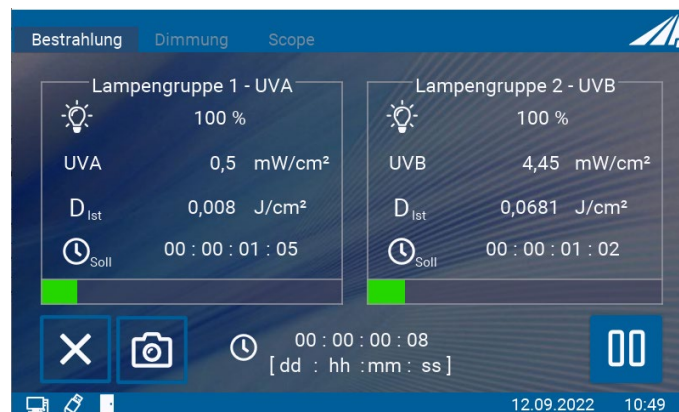 Bestrahlung Dimmung Scope
Lampengruppe 1 - UVA
100 %
UVA 0,5 mW/cm²
D Ist 0,008 J/cm²
Soll 00 : 00 : 01 : 05
Lampengruppe 2 - UVB
100 %
UVB 4,45 mW/cm²
D Ist 0,0681 J/cm²
Soll 00 : 00 : 01 : 02
00 : 00 : 00 : 08
[ dd : hh : mm : ss ]
12.09.2022 10:49